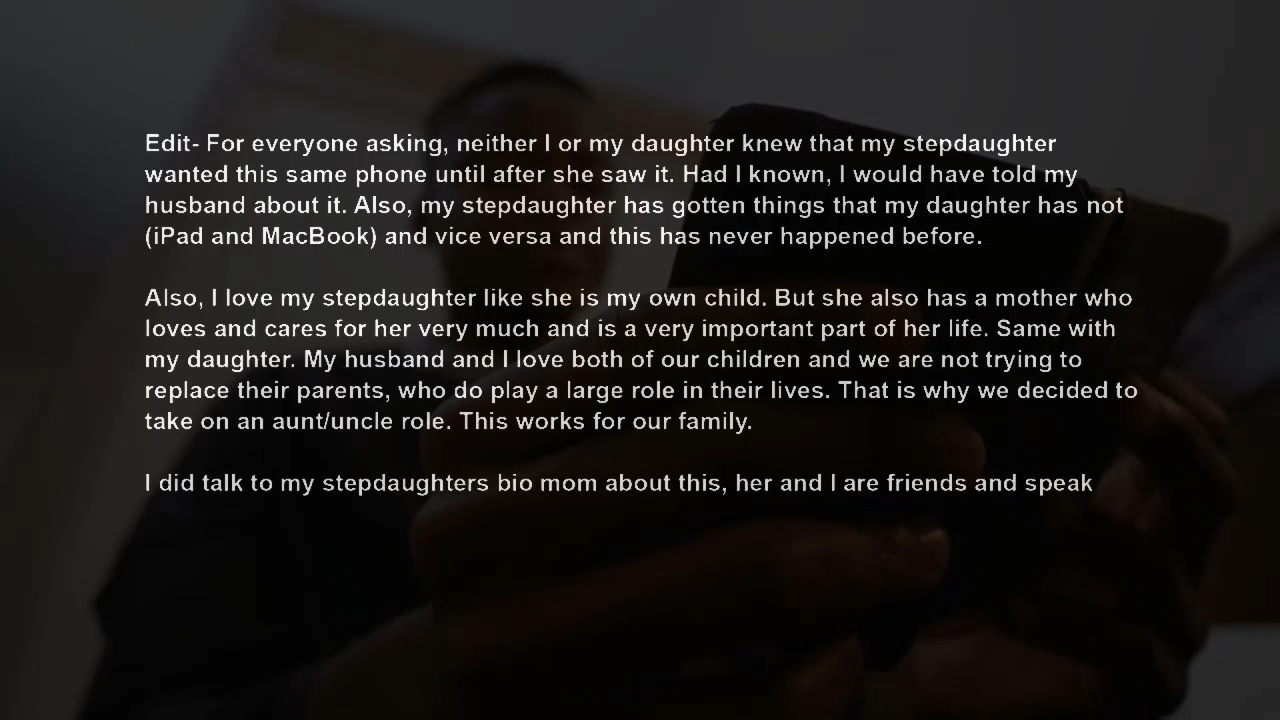 Edit- For everyone asking, neither I or my daughter knew that my stepdaughter
wanted this same phone until after she saw it. Had I known, I would have told my
husband about it. Also, my stepdaughter has gotten things that my daughter has not
(iPad and MacBook) and vice versa and this has never happened before.
Also, I love my stepdaughter like she is my own child. But she also has a mother who
loves and cares for her very much and is a very important part of her life. Same with
my daughter. My husband and I love both of our children and we are not trying to
replace their parents, who do play a large role in their lives. That is why we decided to
take on an aunt/uncle role. This works for our family.
I did talk to my stepdaughters bio mom about this, her and I are friends and speak